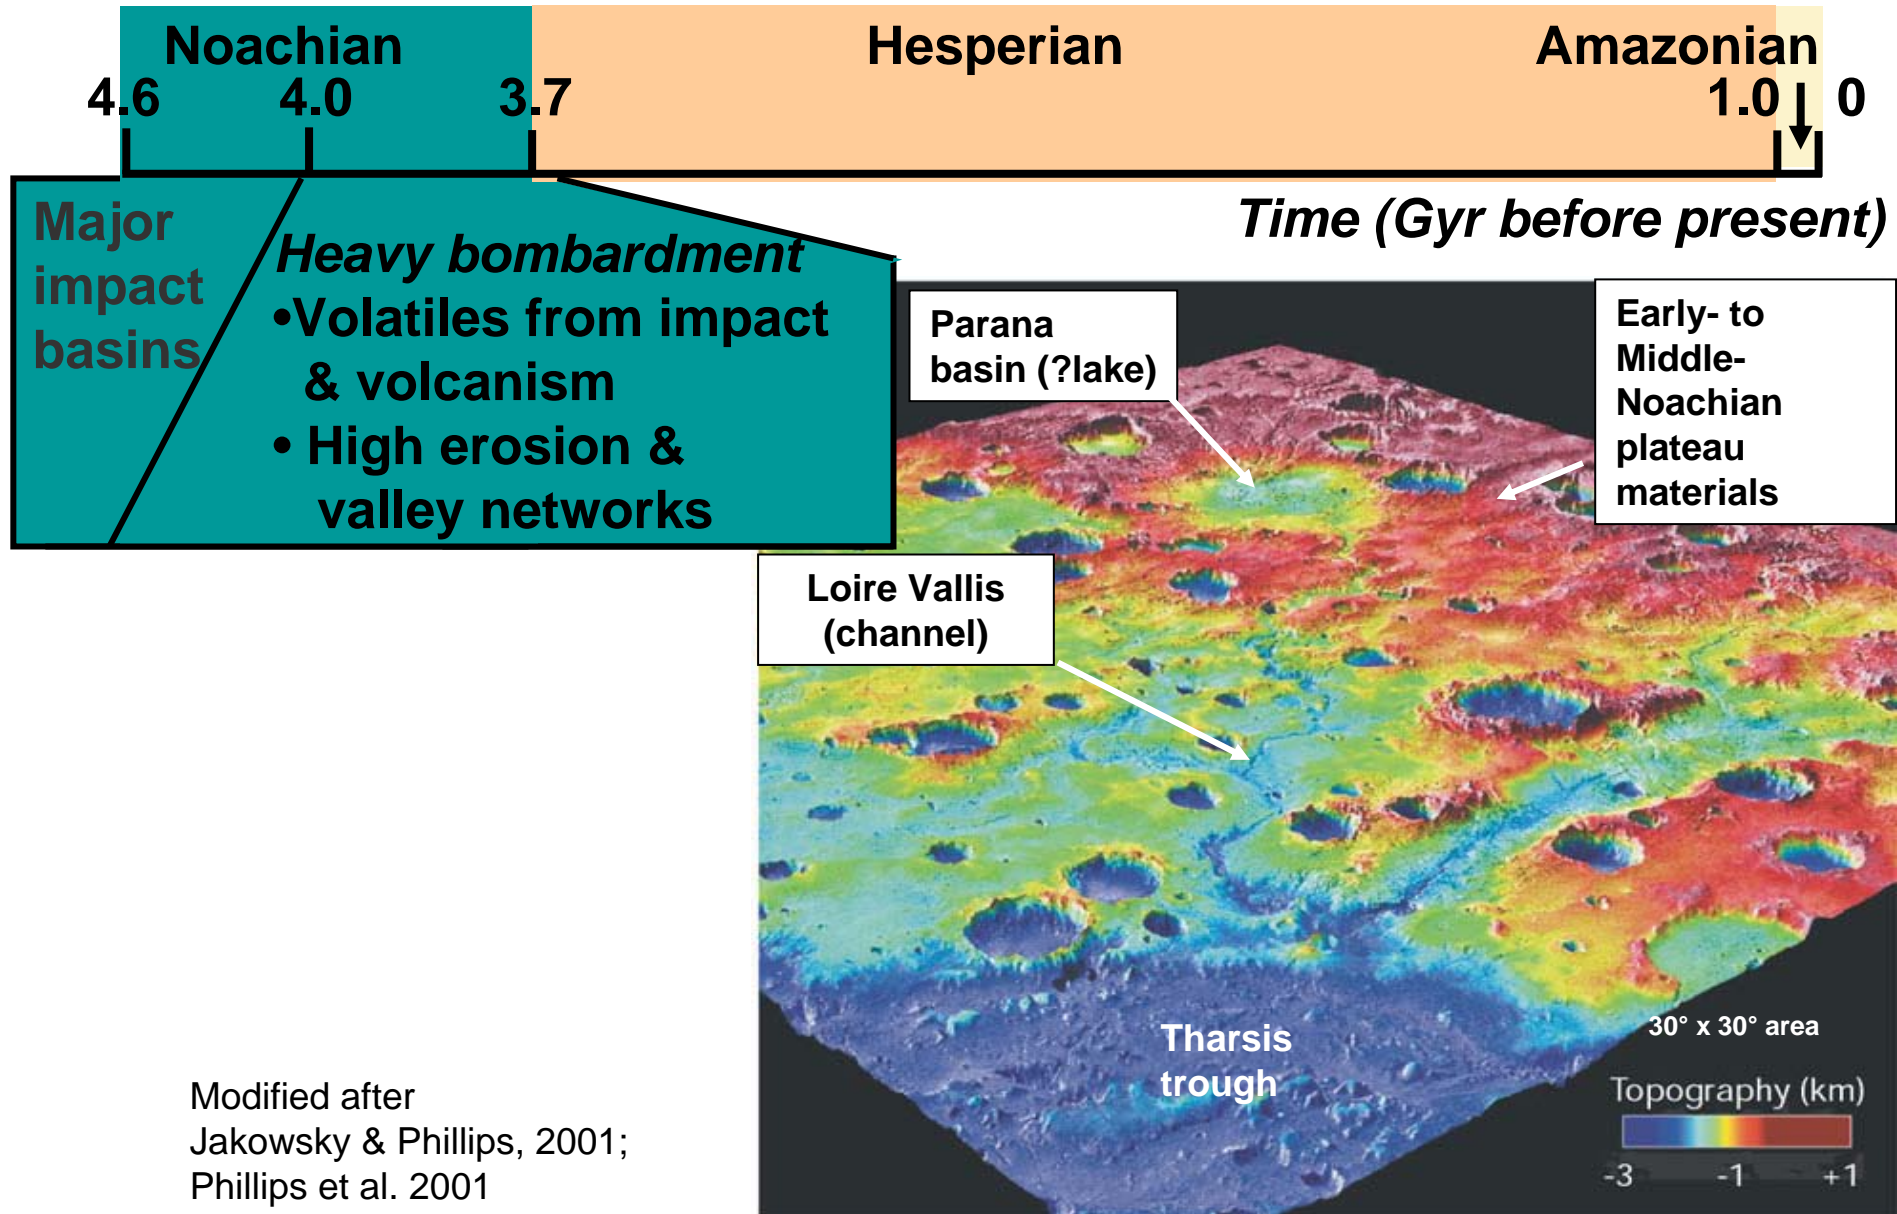 Noachian
Hesperian
Amazonian
4.6
4.0
3.7
1.0
0
Time (Gyr before present)
Major
impact
basins
Heavy bombardment
•Volatiles from impact
& volcanism
• High erosion &
valley networks
Parana
basin (?lake)
Early- to
Middle-
Noachian
plateau
materials
Loire Vallis
(channel)
Tharsis
trough
30° x 30° area
Topography (km)
-3
-1
+1
Modified after
Jakowsky & Phillips, 2001;
Phillips et al. 2001